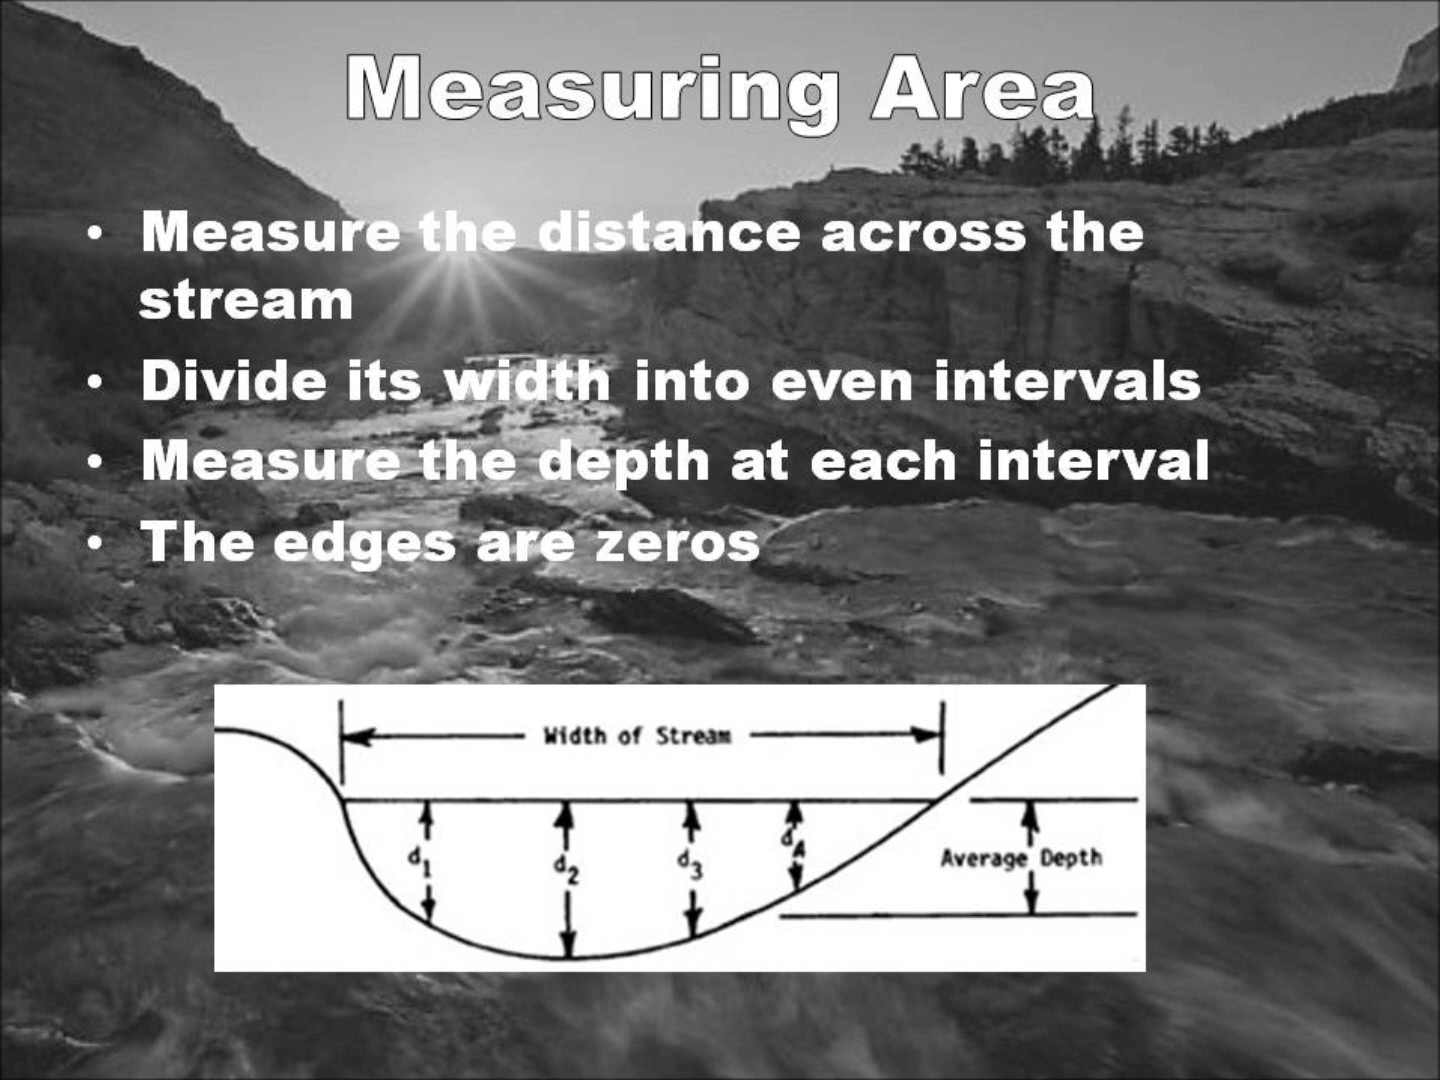 Measuring Area
• Measure the distance across the
stream
• Divide its width into even intervals
• Measure the depth at each interval
• The edges are zeros
Width of Stream
d1
d2
d3
dA
Average Depth